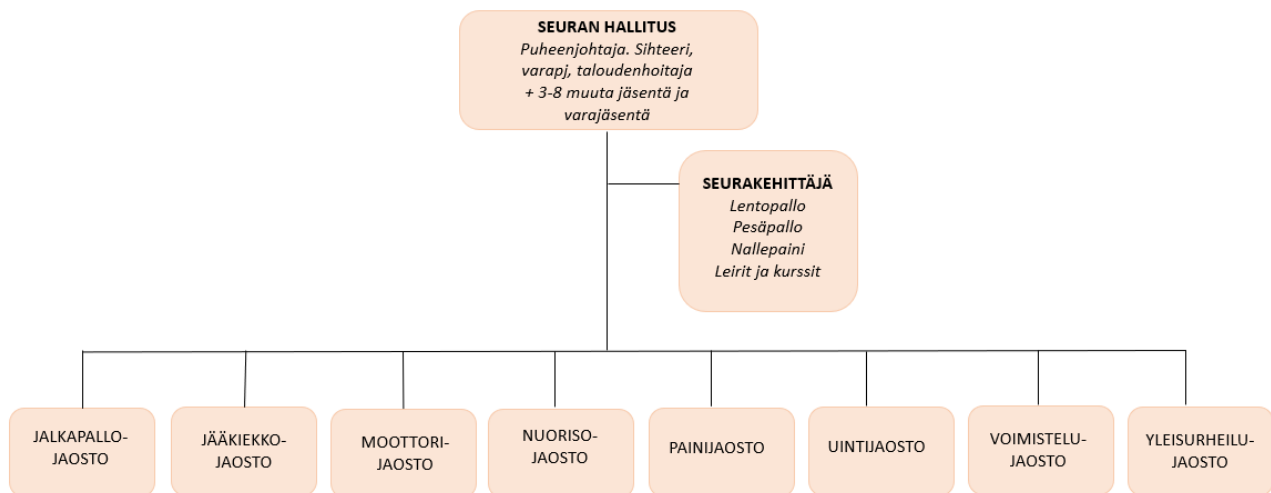 SEURAN HALLITUS
Puheenjohtaja. Sihteeri,
varapj, taloudenhoitaja
+ 3-8 muuta jäsentä ja
varajäsentä
SEURAKEHITTÄJÄ
Lentopallo
Pesäpallo
Nallepaini
Leirit ja kurssit
JALKAPALLO-
JAOSTO
JÄÄKIEKKO-
JAOSTO
MOOTTORI-
JAOSTO
NUORISO-
JAOSTO
PAINIJAOSTO
UINTIJAOSTO
VOIMISTELU-
JAOSTO
YLEISURHEILU-
JAOSTO